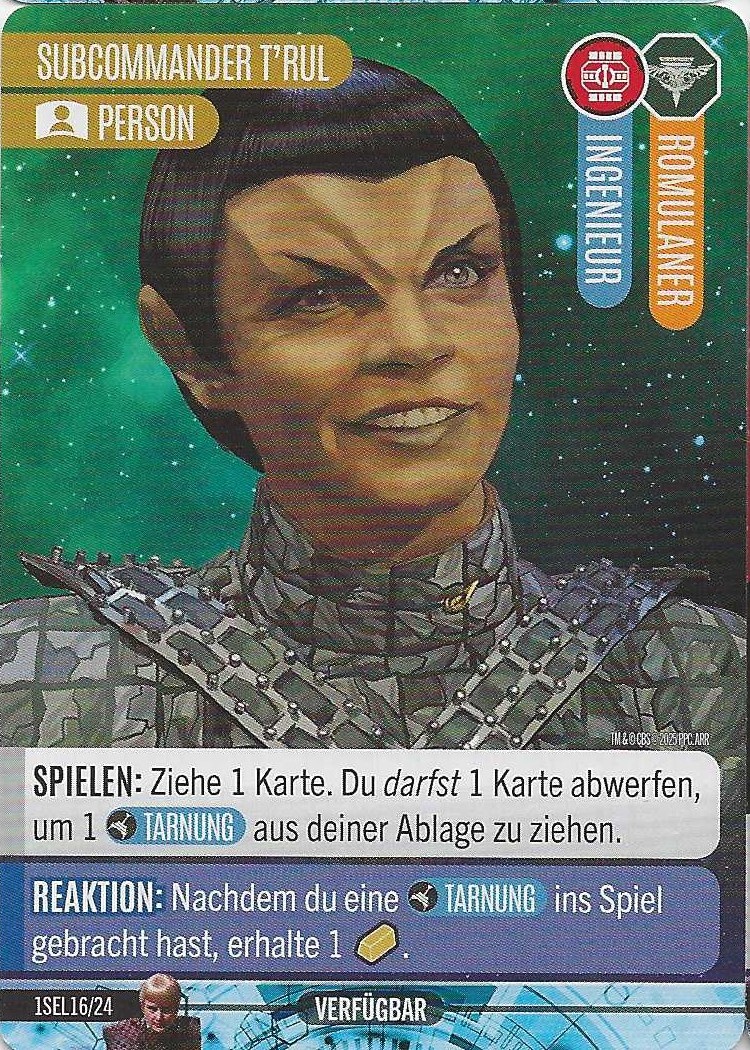 SUBCOMMANDER T'RUL
PERSON
INGENIEUR
ROMULANER
TM & © CBS © 2025 PPC. ARR
SPIELEN: Ziehe 1 Karte. Du darfst 1 Karte abwerfen,
um 1 TARNUNG aus deiner Ablage zu ziehen.
REAKTION: Nachdem du eine TARNUNG ins Spiel
gebracht hast, erhalte 1 .
1SEL16/24
VERFÜGBAR